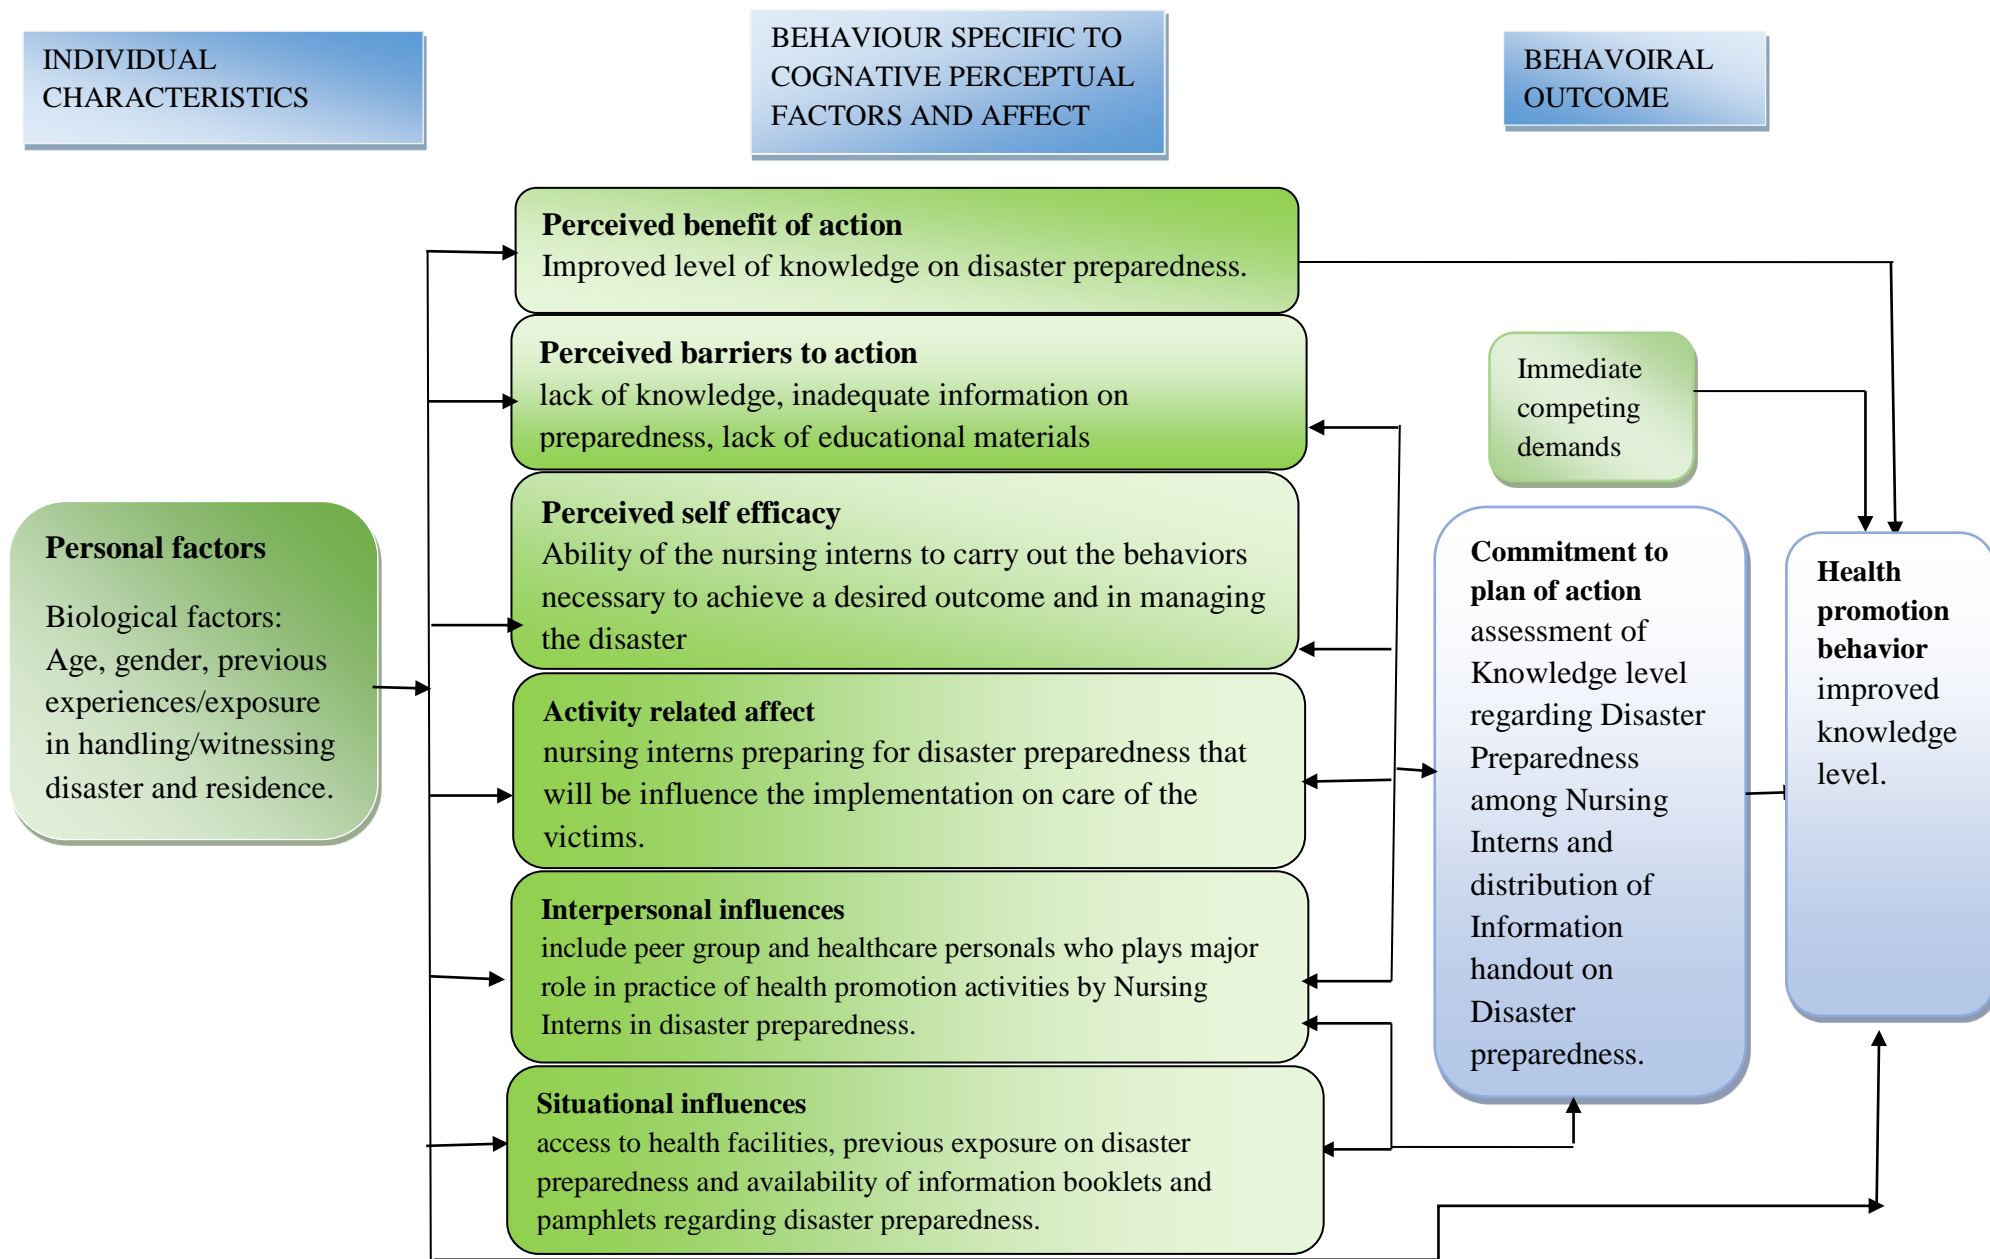 INDIVIDUAL
CHARACTERISTICS
BEHAVIOUR SPECIFIC TO
COGNATIVE PERCEPTUAL
FACTORS AND AFFECT
BEHAVOIRAL
OUTCOME
Personal factors
Biological factors:
Age, gender, previous
experiences/exposure
in handling/witnessing
disaster and residence.
Perceived benefit of action
Improved level of knowledge on disaster preparedness.
Perceived barriers to action
lack of knowledge, inadequate information on
preparedness, lack of educational materials
Perceived self efficacy
Ability of the nursing interns to carry out the behaviors
necessary to achieve a desired outcome and in managing
the disaster
Activity related affect
nursing interns preparing for disaster preparedness that
will be influence the implementation on care of the
victims.
Interpersonal influences
include peer group and healthcare personals who plays major
role in practice of health promotion activities by Nursing
Interns in disaster preparedness.
Situational influences
access to health facilities, previous exposure on disaster
preparedness and availability of information booklets and
pamphlets regarding disaster preparedness.
Immediate
competing
demands
Commitment to
plan of action
assessment of
Knowledge level
regarding Disaster
Preparedness
among Nursing
Interns and
distribution of
Information
handout on
Disaster
preparedness.
Health
promotion
behavior
improved
knowledge
level.